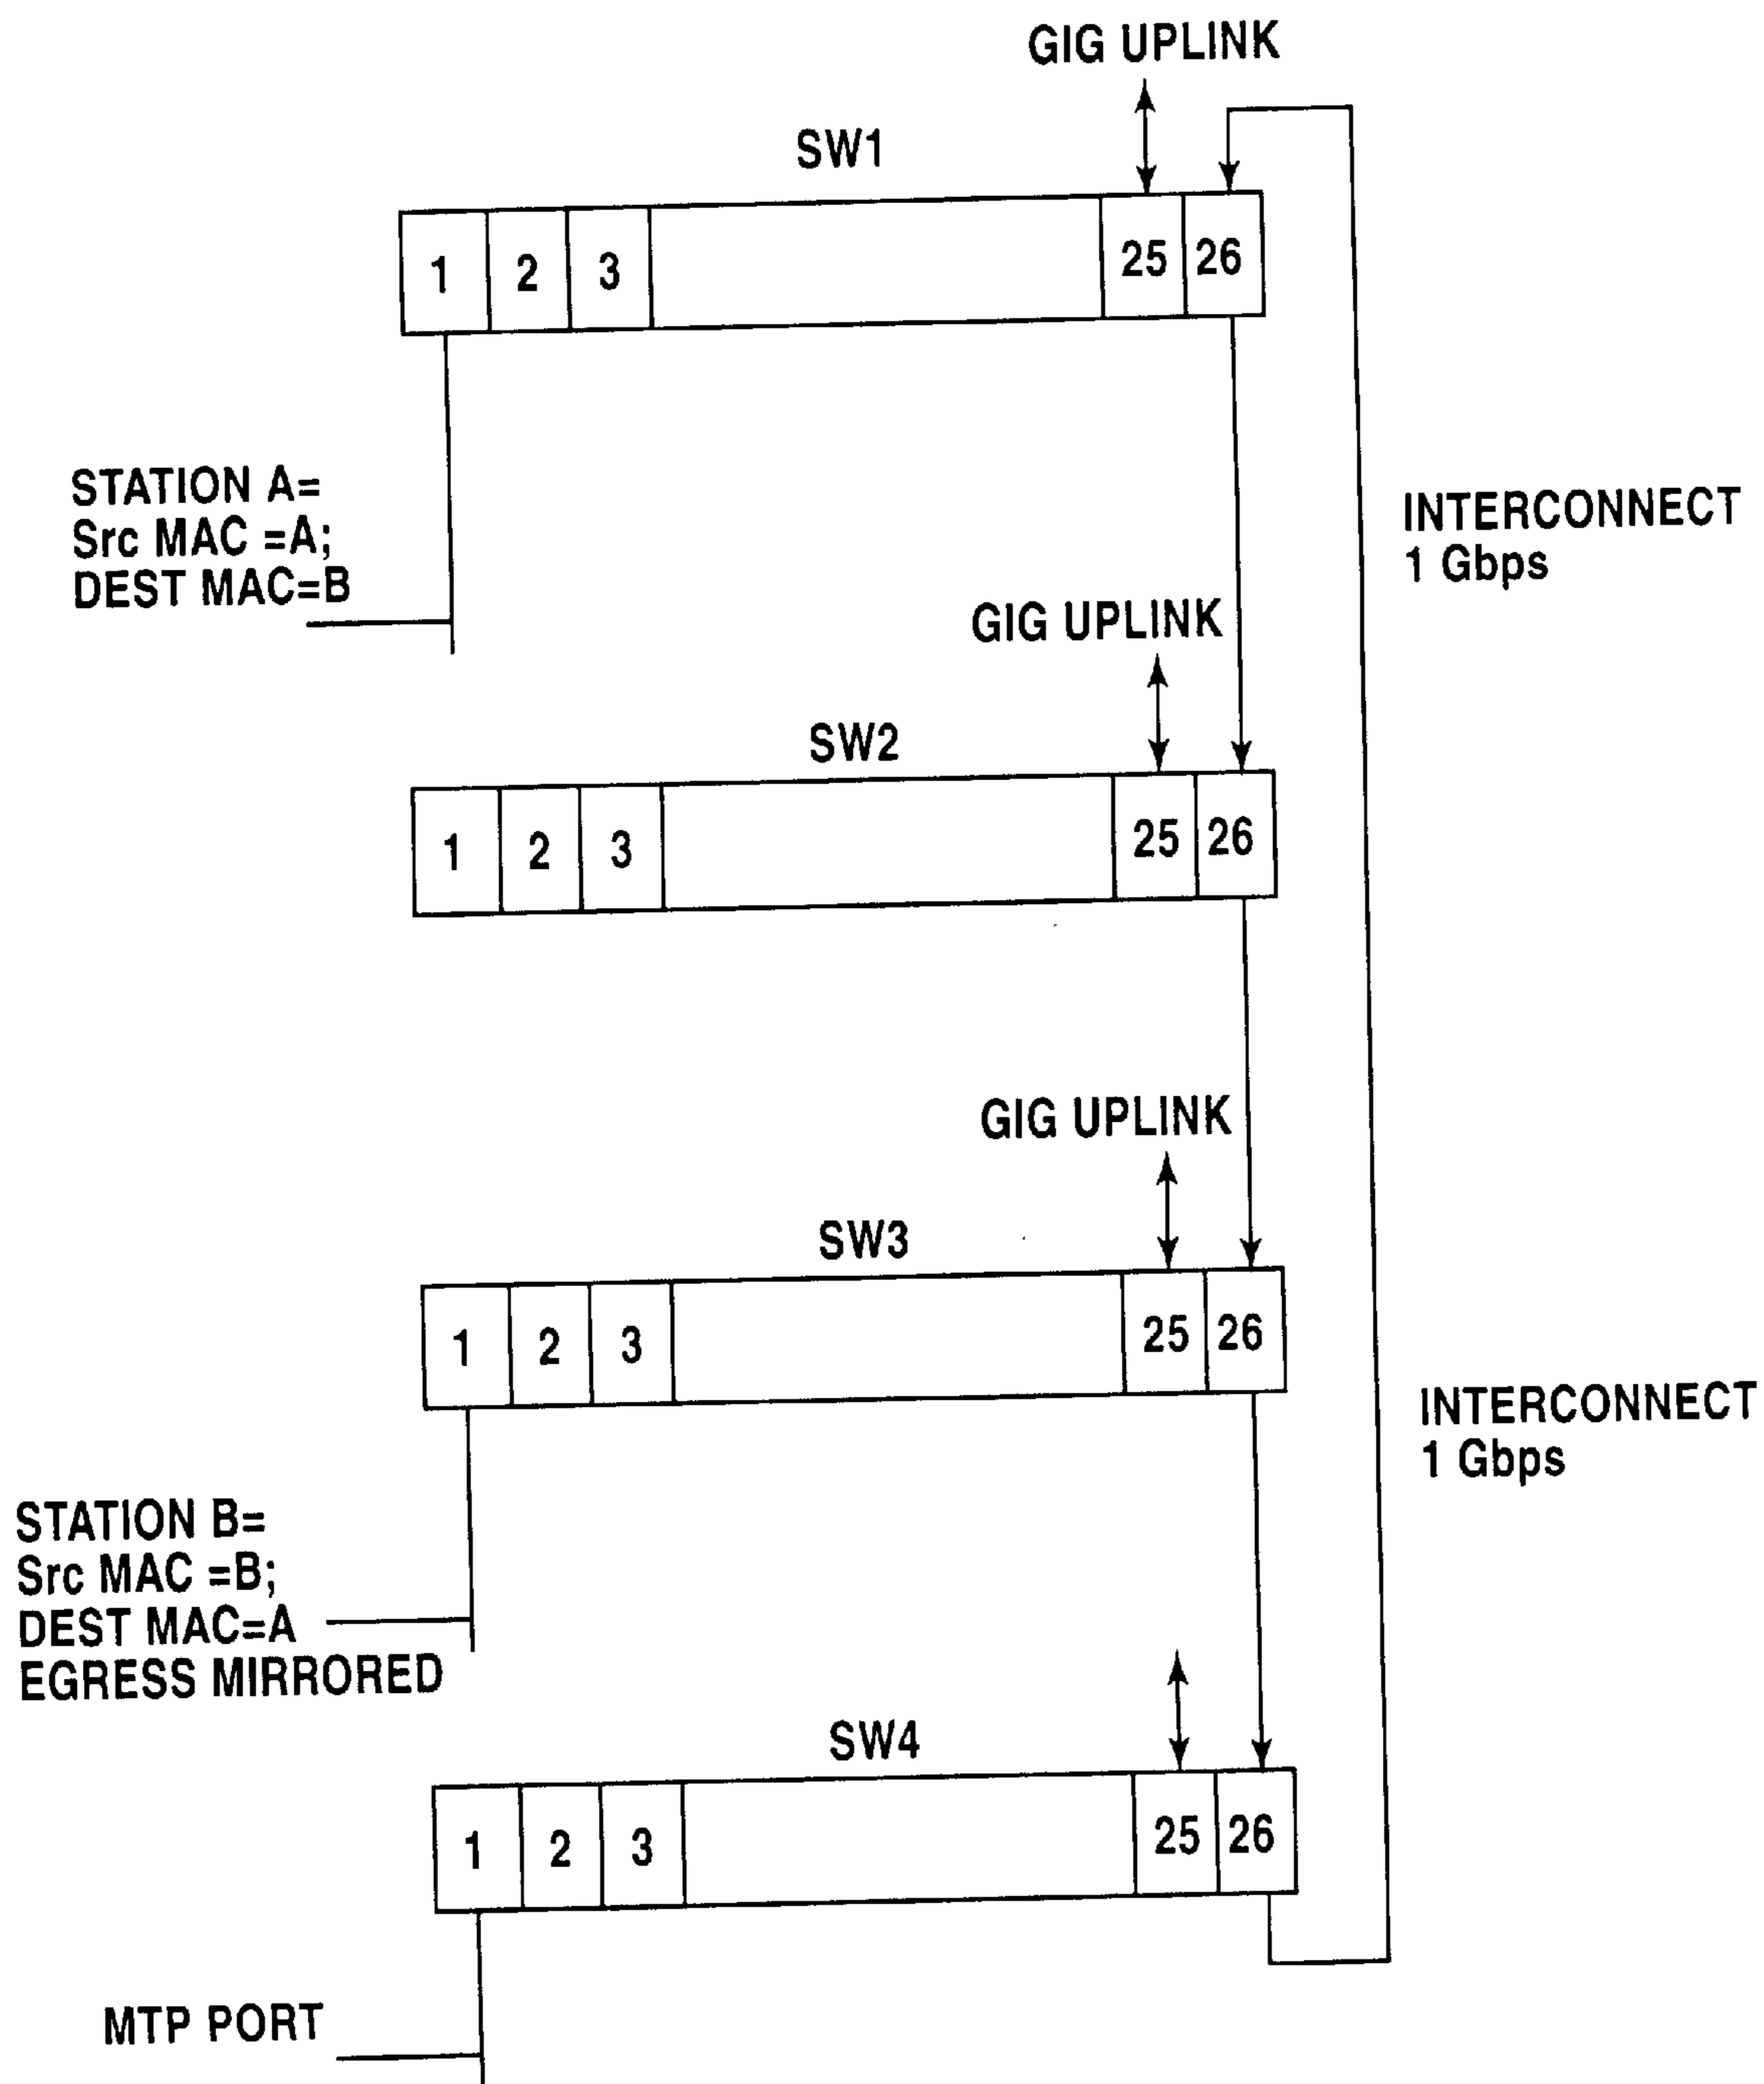 GIG UPLINK
SW1
1 2 3 25 26
STATION A=
Src MAC =A;
DEST MAC=B
INTERCONNECT
1 Gbps
GIG UPLINK
SW2
1 2 3 25 26
GIG UPLINK
SW3
1 2 3 25 26
INTERCONNECT
1 Gbps
STATION B=
Src MAC =B;
DEST MAC=A
EGRESS MIRRORED
SW4
1 2 3 25 26
MTP PORT